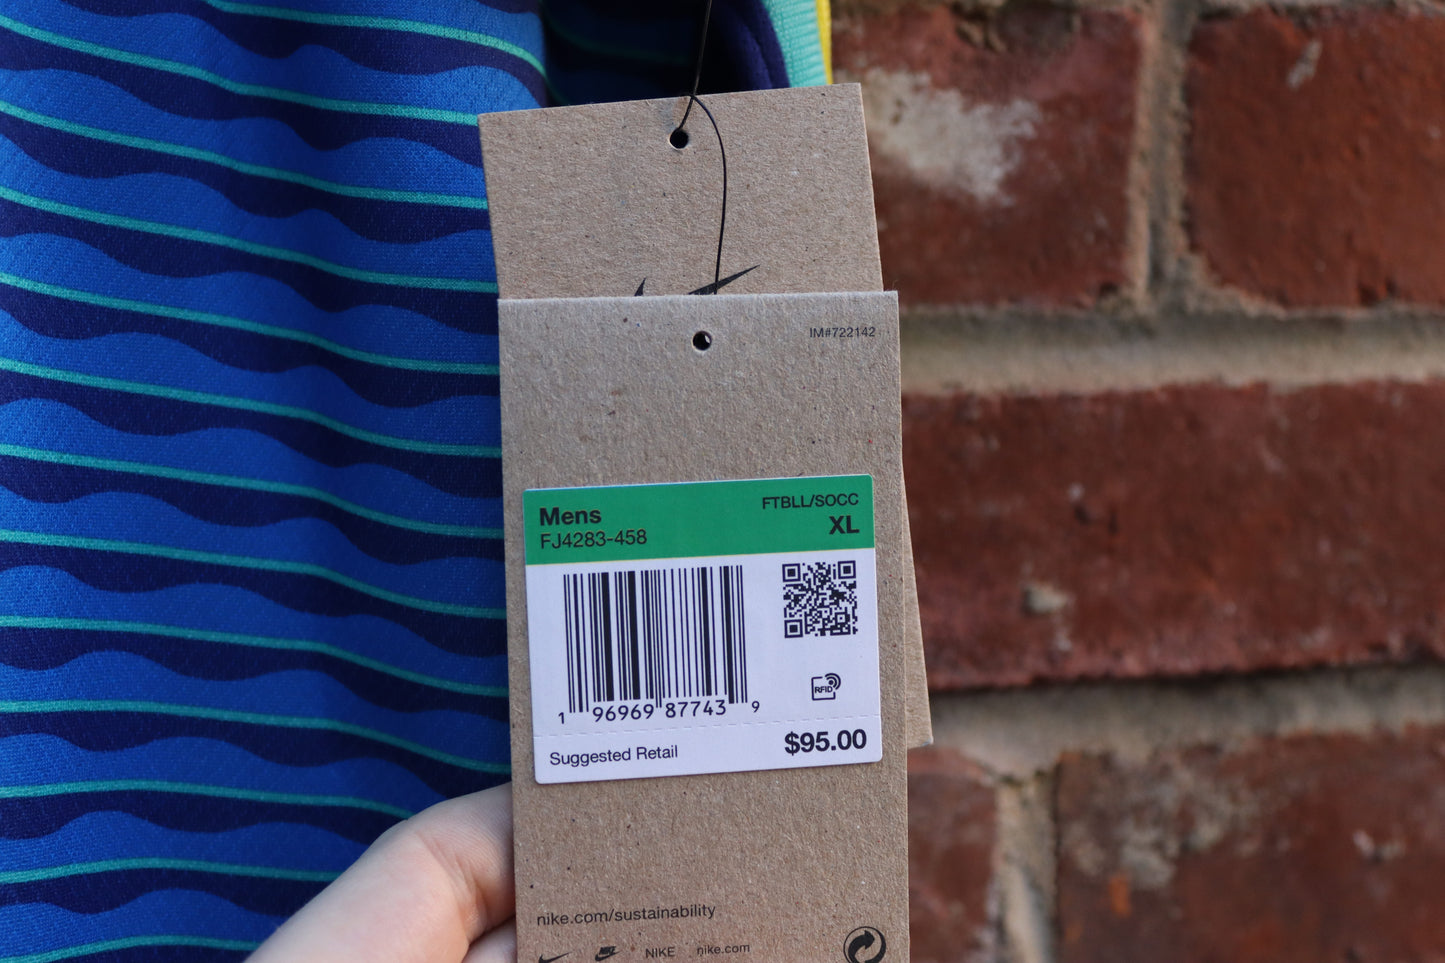 IM#722142
Mens
FTBLL/SOCC
FJ4283-458
XL
RFID
1 96969 87743 9
Suggested Retail
$95.00
nike.com/sustainability
NIKE nike.com